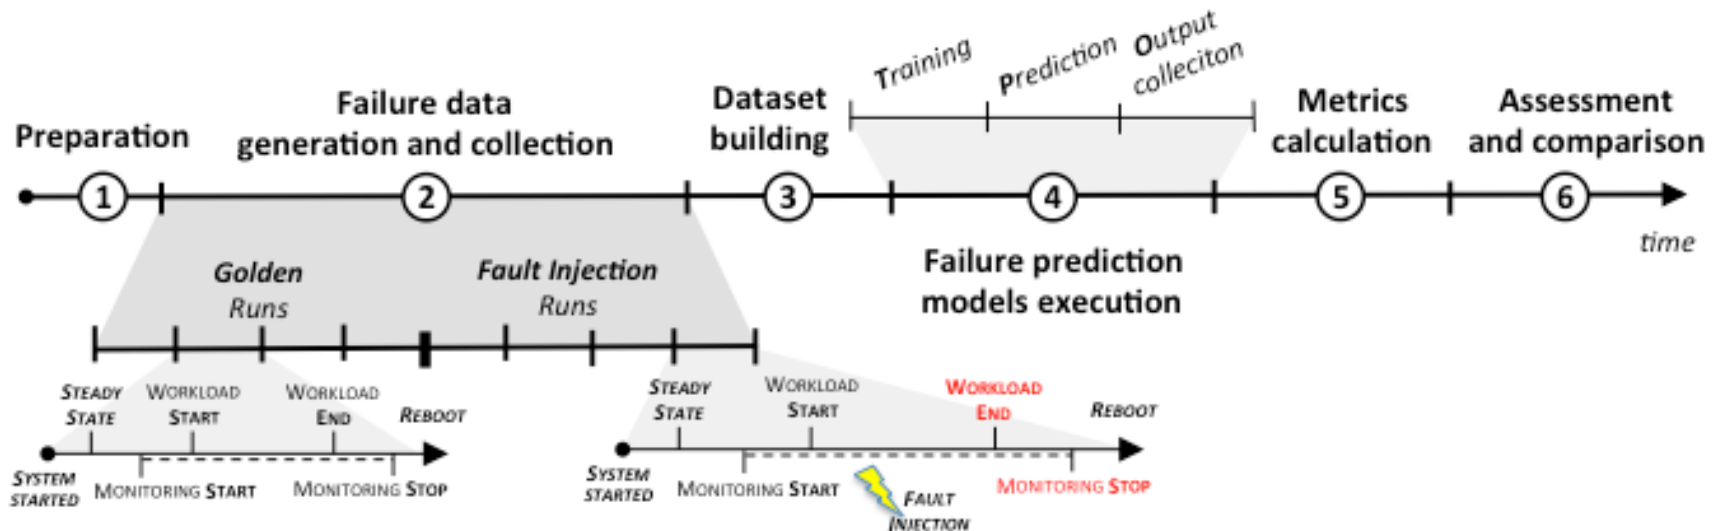 Training
Prediction
Output
colleciton
Preparation
Failure data
generation and collection
Dataset
building
Metrics
calculation
Assessment
and comparison
1
2
3
4
5
6
time
Failure prediction
models execution
Golden
Runs
Fault Injection
Runs
STEADY
STATE
WORKLOAD
START
WORKLOAD
END
REBOOT
SYSTEM
STARTED
MONITORING START
MONITORING STOP
STEADY
STATE
WORKLOAD
START
WORKLOAD
END
REBOOT
SYSTEM
STARTED
MONITORING START
FAULT
INJECTION
MONITORING STOP